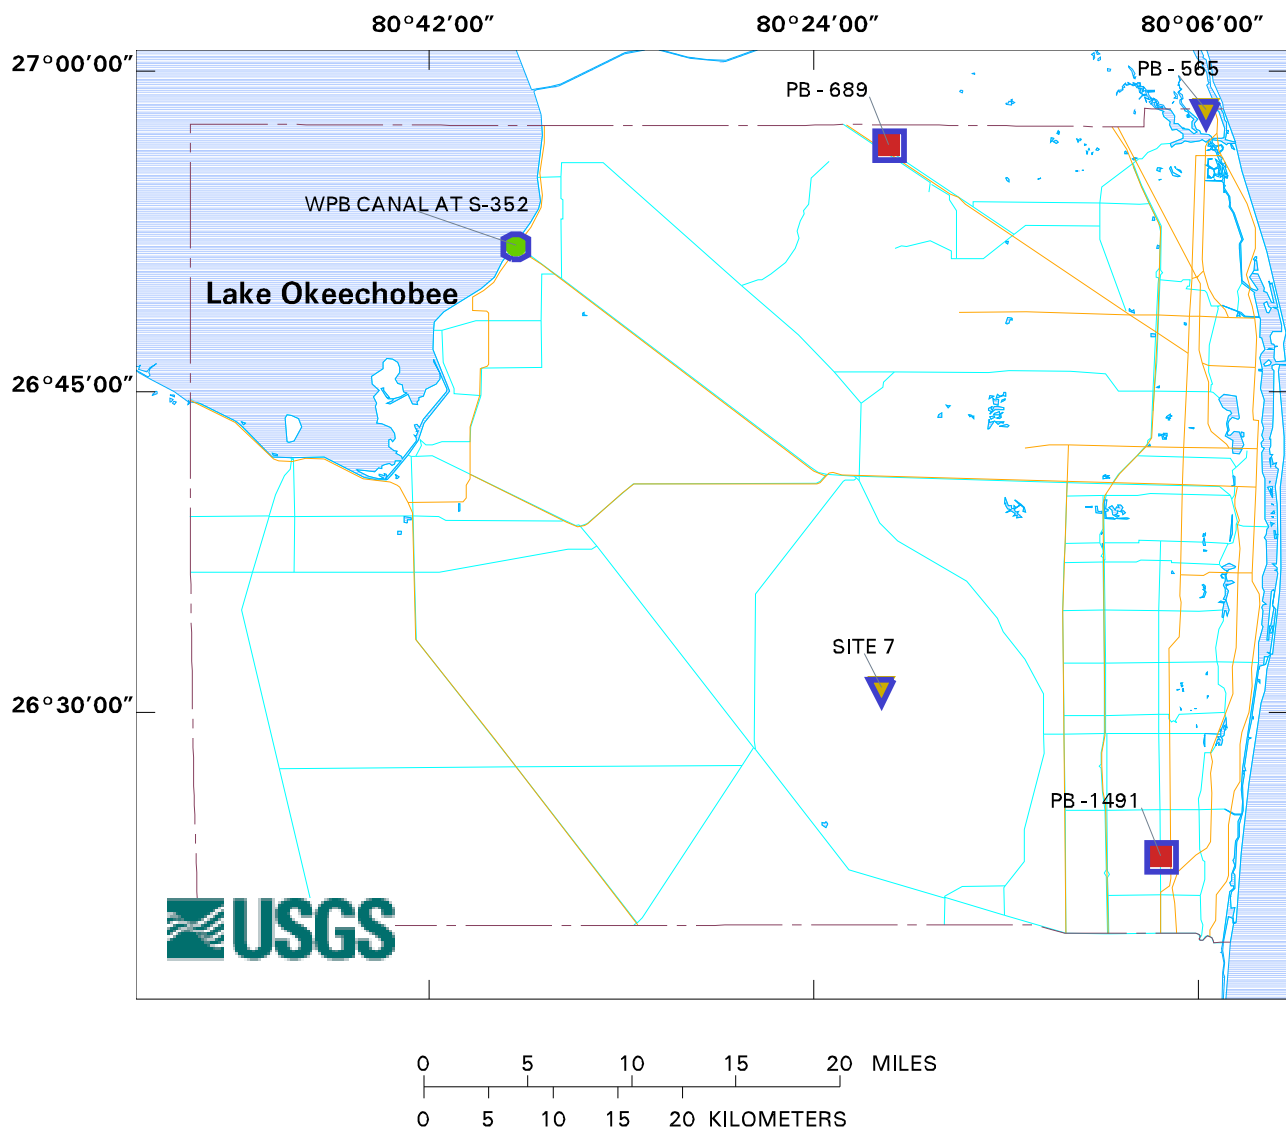 80°42'00" 80°24'00" 80°06'00"
27°00'00"
PB - 565
PB - 689
WPB CANAL AT S-352
Lake Okeechobee
26°45'00"
SITE 7
26°30'00"
PB -1491
USGS
0 5 10 15 20 MILES
0 5 10 15 20 KILOMETERS